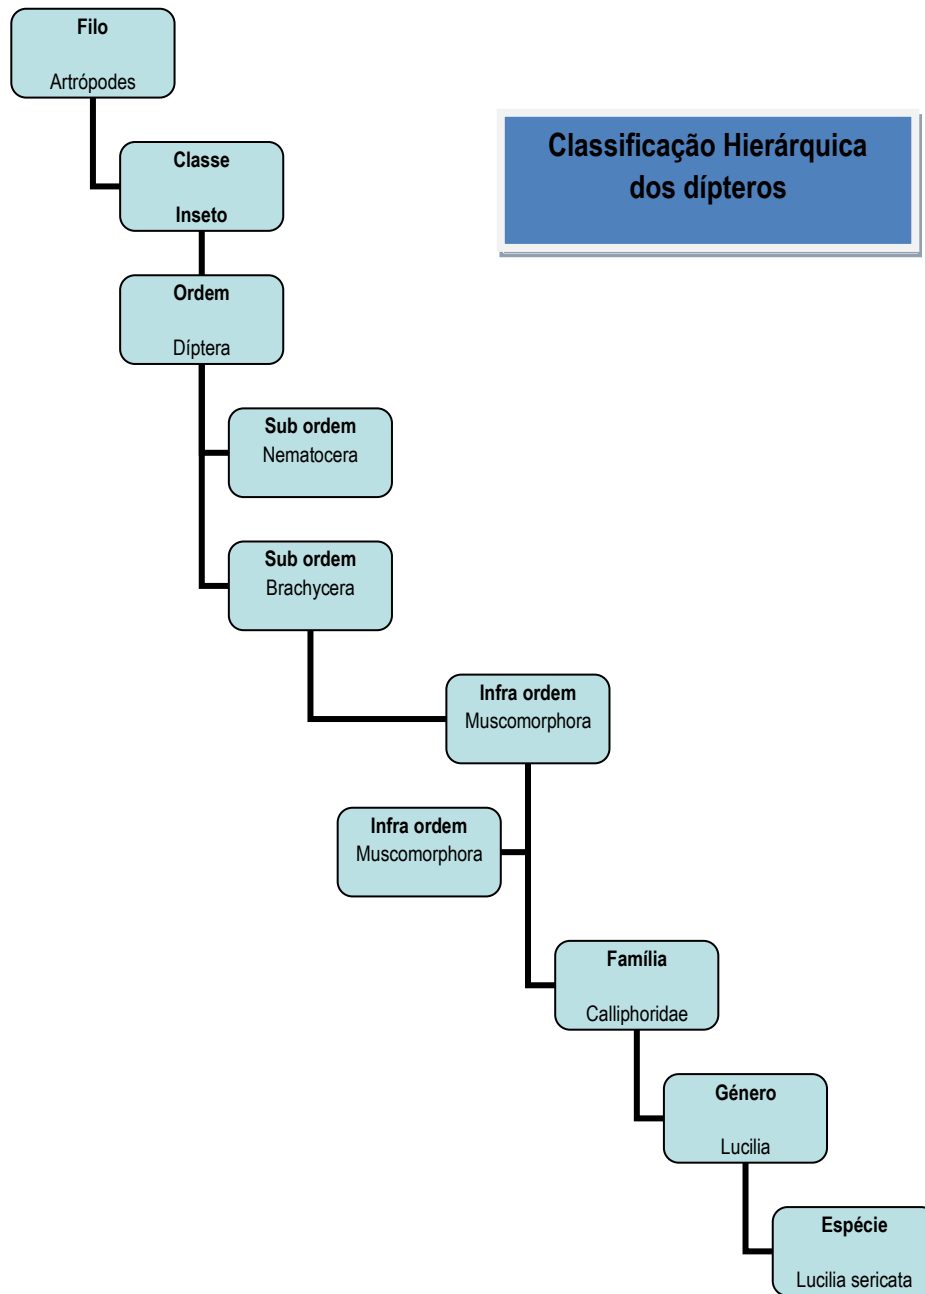 Filo
Artrópodes
Classificação Hierárquica
dos dípteros
Classe
Inseto
Ordem
Díptera
Sub ordem
Nematocera
Sub ordem
Brachycera
Infra ordem
Muscomorphora
Infra ordem
Muscomorphora
Família
Calliphoridae
Género
Lucilia
Espécie
Lucilia sericata